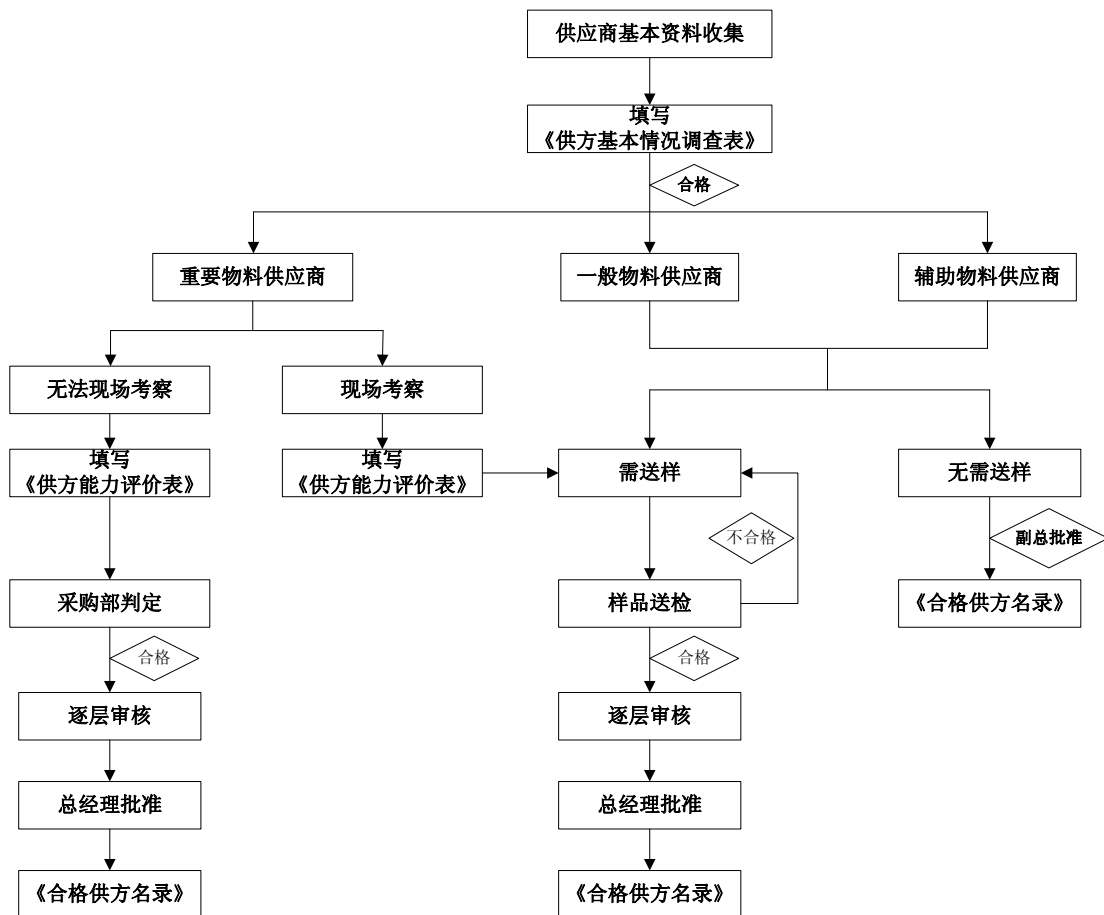 供应商基本资料收集
填写
《供方基本情况调查表》
合格
重要物料供应商
一般物料供应商
辅助物料供应商
无法现场考察
现场考察
填写
《供方能力评价表》
填写
《供方能力评价表》
需送样
无需送样
不合格
副总批准
采购部判定
样品送检
《合格供方名录》
合格
合格
逐层审核
逐层审核
总经理批准
总经理批准
《合格供方名录》
《合格供方名录》